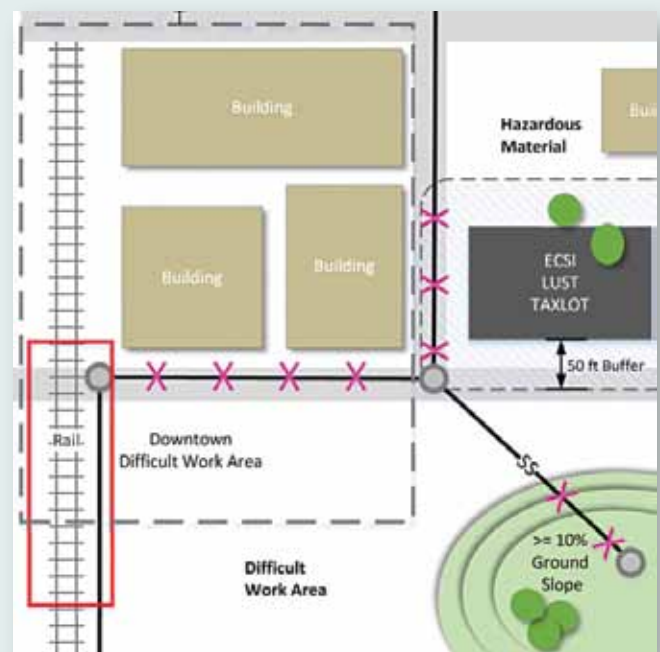 Building
Hazardous
Material
Building
Building
ECSI
LUST
TAXLOT
50 ft Buffer
Rail
Downtown
Difficult Work Area
SS
>= 10%
Ground
Slope
Difficult
Work Area